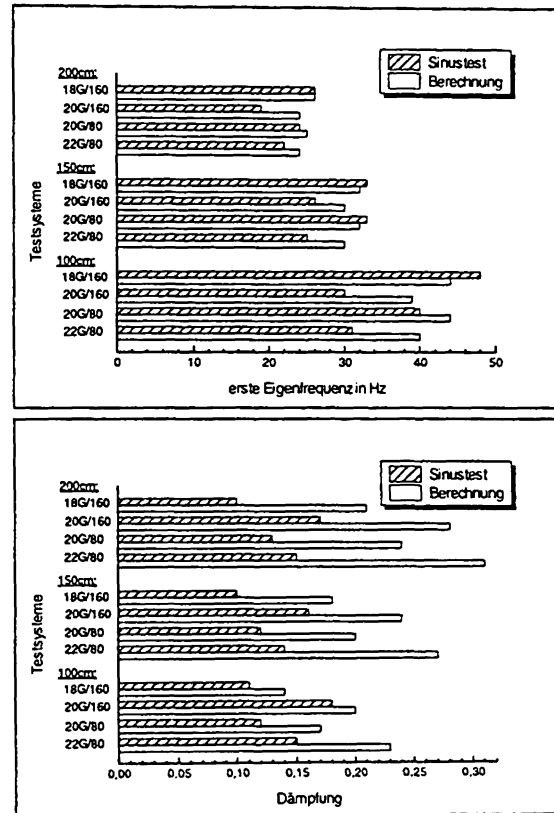 Sinustest
Berechnung
200cm:
18G/160
20G/160
20G/80
22G/80
150cm:
18G/160
20G/160
20G/80
22G/80
100cm:
18G/160
20G/160
20G/80
22G/80
Testsysteme
0 10 20 30 40 50
erste Eigenfrequenz in Hz
Sinustest
Berechnung
200cm:
18G/160
20G/160
20G/80
22G/80
150cm:
18G/160
20G/160
20G/80
22G/80
100cm:
18G/160
20G/160
20G/80
22G/80
Testsysteme
0,00 0,05 0,10 0,15 0,20 0,25 0,30
Dämpfung